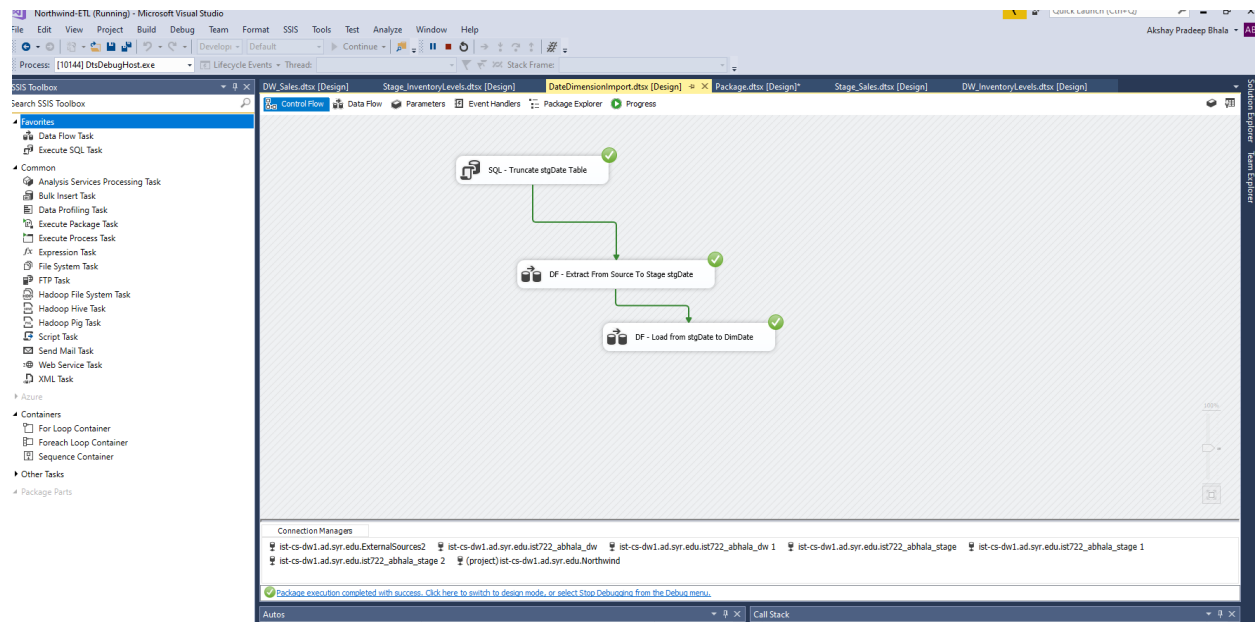 Northwind-ETL (Running) - Microsoft Visual Studio
Quick Launch (Ctrl+Q)
File Edit View Project Build Debug Team Format SSIS Tools Test Analyze Window Help
Akshay Pradeep Bhala
AB
Develop Default Continue
Process: [10144] DtsDebugHost.exe Lifecycle Events Thread: Stack Frame:
SSIS Toolbox
Search SSIS Toolbox
Favorites
Data Flow Task
Execute SQL Task
Common
Analysis Services Processing Task
Bulk Insert Task
Data Profiling Task
Execute Package Task
Execute Process Task
Expression Task
File System Task
FTP Task
Hadoop File System Task
Hadoop Hive Task
Hadoop Pig Task
Script Task
Send Mail Task
Web Service Task
XML Task
Azure
Containers
For Loop Container
Foreach Loop Container
Sequence Container
Other Tasks
Package Parts
DW_Sales.dtsx [Design] Stage_InventoryLevels.dtsx [Design] DateDimensionImport.dtsx [Design] Package.dtsx [Design]* Stage_Sales.dtsx [Design] DW_InventoryLevels.dtsx [Design]
Control Flow Data Flow Parameters Event Handlers Package Explorer Progress
SQL - Truncate stgDate Table
DF - Extract From Source To Stage stgDate
DF - Load from stgDate to DimDate
100%
Connection Managers
ist-cs-dw1.ad.syr.edu.ExternalSources2 ist-cs-dw1.ad.syr.edu.ist722_abhala_dw ist-cs-dw1.ad.syr.edu.ist722_abhala_dw 1 ist-cs-dw1.ad.syr.edu.ist722_abhala_stage ist-cs-dw1.ad.syr.edu.ist722_abhala_stage 1
ist-cs-dw1.ad.syr.edu.ist722_abhala_stage 2 (project)ist-cs-dw1.ad.syr.edu.Northwind
Package execution completed with success. Click here to switch to design mode, or select Stop Debugging from the Debug menu.
Autos
Call Stack
Solution Explorer
Team Explorer